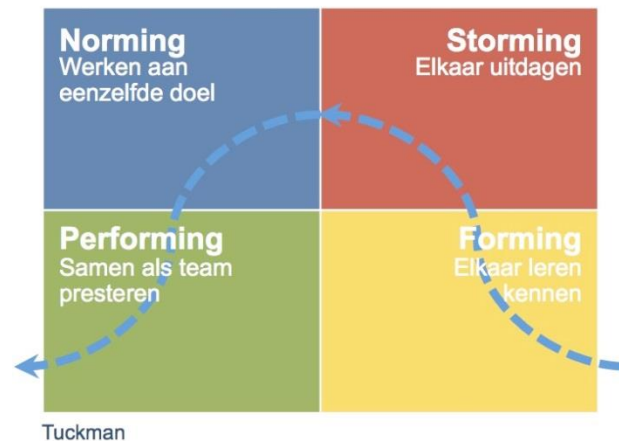 Norming
Werken aan
eenzelfde doel
Storming
Elkaar uitdagen
Performing
Samen als team
presteren
Forming
Elkaar leren
kennen
Tuckman